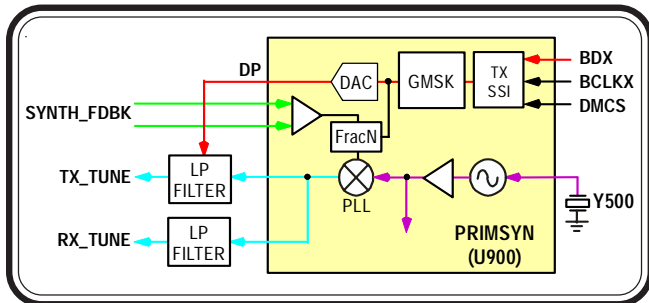 DP
DAC
GMSK
TX
SSI
BDX
BCLKX
DMCS
SYNTH_FDBK
FracN
TX_TUNE
LP
FILTER
PLL
Y500
RX_TUNE
LP
FILTER
PRIMSYN
(U900)